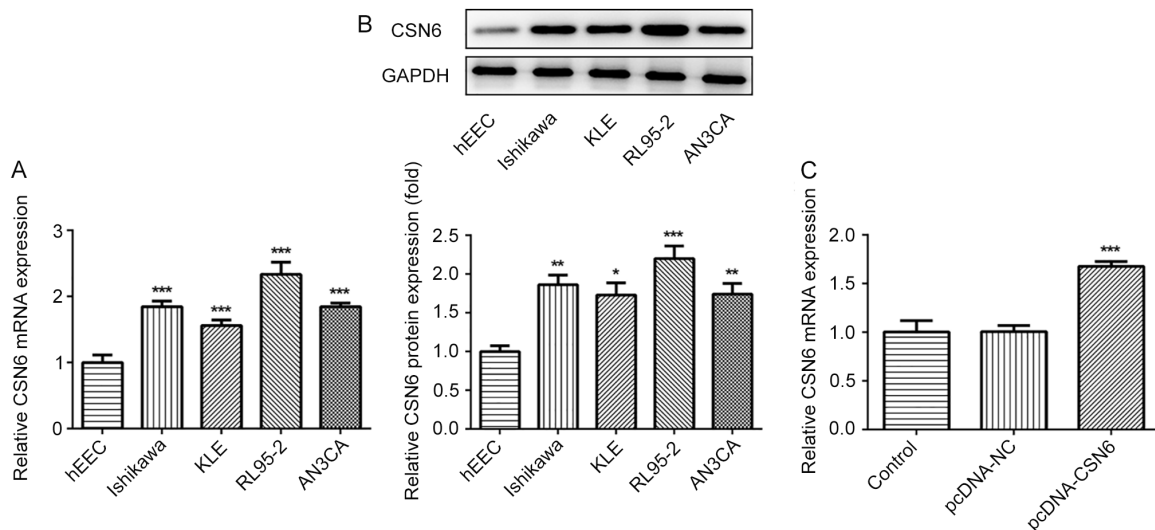 B
CSN6
GAPDH
hEEC
Ishikawa
KLE
RL95-2
AN3CA
A
Relative CSN6 mRNA expression
3
2
1
0
***
***
***
***
hEEC
Ishikawa
KLE
RL95-2
AN3CA
Relative CSN6 protein expression (fold)
2.5
2.0
1.5
1.0
0.5
0.0
**
*
***
**
hEEC
Ishikawa
KLE
RL95-2
AN3CA
C
Relative CSN6 mRNA expression
2.0
1.5
1.0
0.5
0.0
***
Control
pcDNA-NC
pcDNA-CSN6